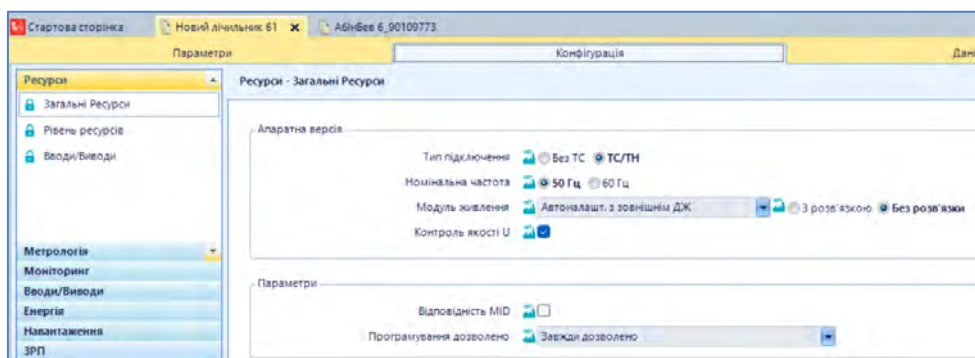 Стартова сторінка Новий лічильник 61 АбІнБев 6_90109773
Параметри Конфігурація Дані
Ресурси Ресурси - Загальні Ресурси
Загальні Ресурси
Рівень ресурсів
Вводи/Виводи
Апаратна версія
Тип підключення Без ТС ТС/ТН
Номінальна частота 50 Гц 60 Гц
Модуль живлення Автоналашт. з зовнішнім ДЖ З розв'язкою Без розв'язки
Контроль якості U
Метрологія
Моніторинг
Вводи/Виводи
Енергія
Навантаження
ЗРП
Параметри
Відповідність MID
Програмування дозволено Завжди дозволено